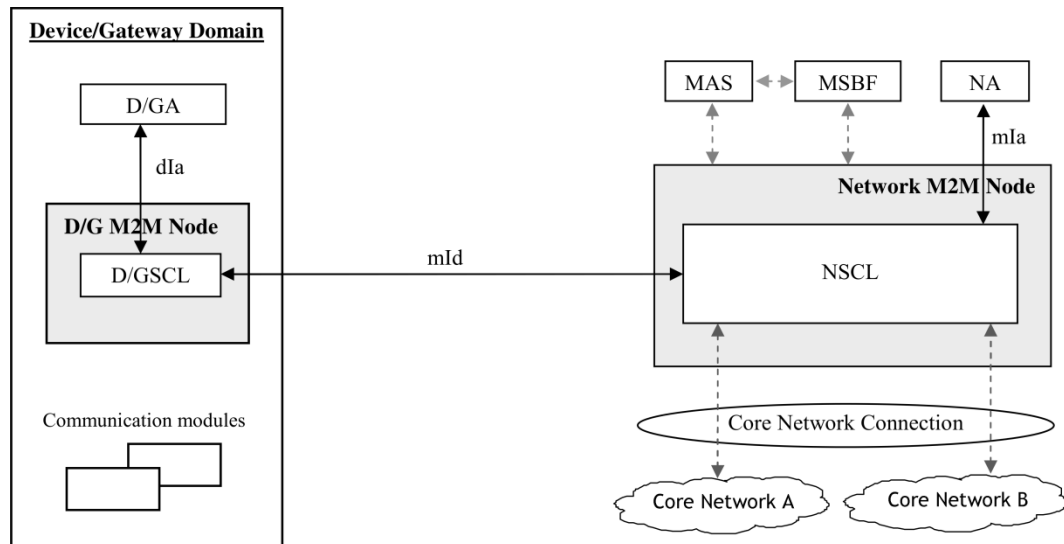 Device/Gateway Domain
D/GA
dIa
D/G M2M Node
D/GSCL
Communication modules
mId
MAS
MSBF
NA
mIa
Network M2M Node
NSCL
Core Network Connection
Core Network A
Core Network B